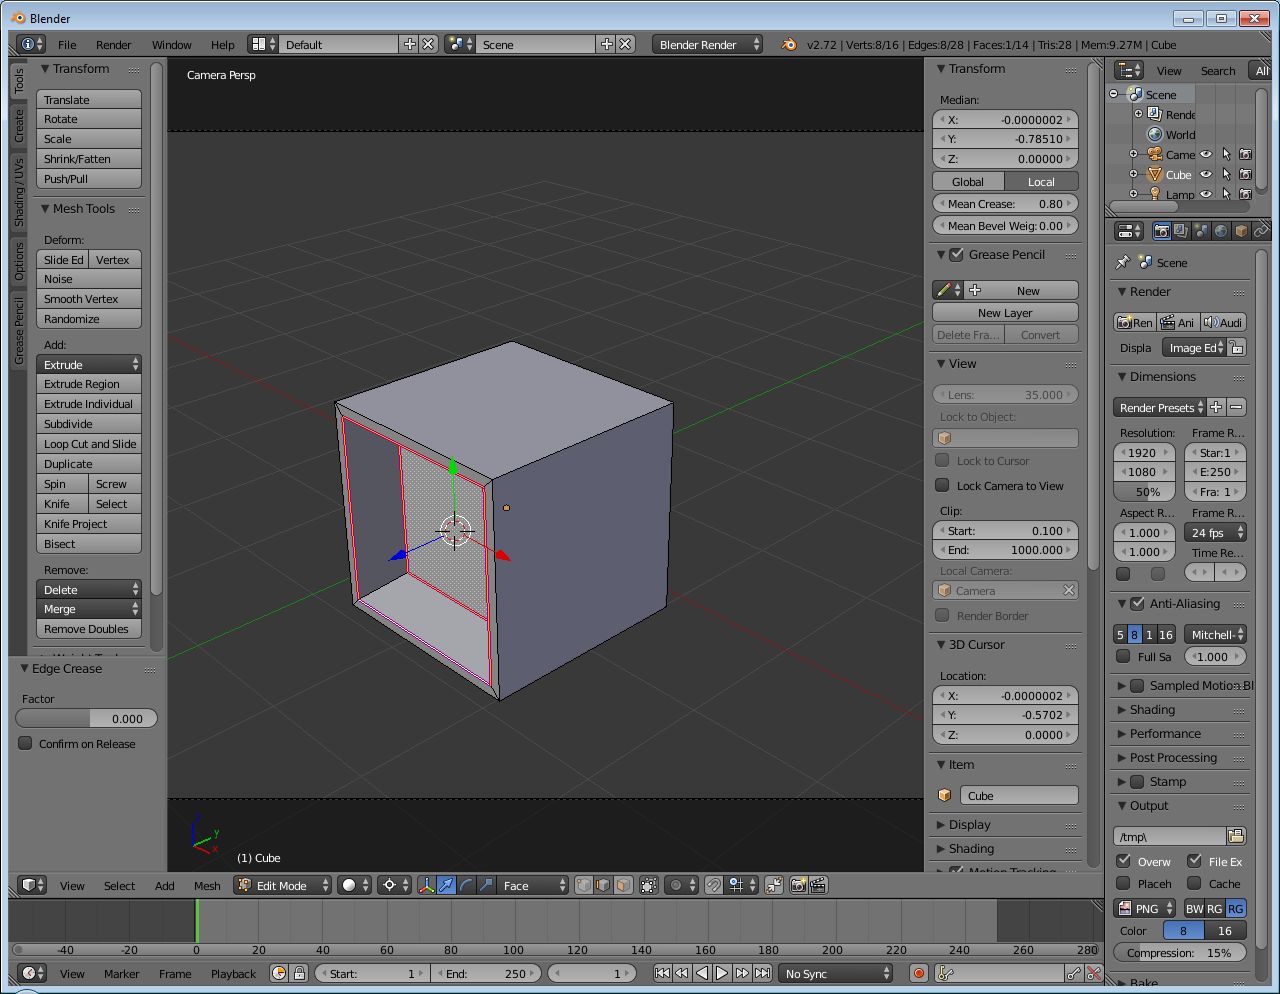 Blender
File Render Window Help Default Scene Blender Render v2.72 | Verts:8/16 | Edges:8/28 | Faces:1/14 | Tris:28 | Mem:9.27M | Cube
Tools
Create
Shading / UVs
Options
Grease Pencil
Transform
Translate
Rotate
Scale
Shrink/Fatten
Push/Pull
Mesh Tools
Deform:
Slide Ed Vertex
Noise
Smooth Vertex
Randomize
Add:
Extrude
Extrude Region
Extrude Individual
Subdivide
Loop Cut and Slide
Duplicate
Spin Screw
Knife Select
Knife Project
Bisect
Remove:
Delete
Merge
Remove Doubles
Edge Crease
Factor
0.000
Confirm on Release
Camera Persp
z
y
x
(1) Cube
Transform
Median:
X: -0.0000002
Y: -0.78510
Z: 0.00000
Global Local
Mean Crease: 0.80
Mean Bevel Weig: 0.00
Grease Pencil
New
New Layer
Delete Fra... Convert
View
Lens: 35.000
Lock to Object:
Lock to Cursor
Lock Camera to View
Clip:
Start: 0.100
End: 1000.000
Local Camera:
Camera
Render Border
3D Cursor
Location:
X: -0.0000002
Y: -0.5702
Z: 0.0000
Item
Cube
Display
Shading
Motion Tracking
View Search All
Scene
Rende
World
Came
Cube
Lamp
Scene
Render
Ren Ani Audi
Displa Image Ed
Dimensions
Render Presets
Resolution: Frame R...
1920 Star:1
1080 E:250
50% Fra: 1
Aspect R... Frame R...
1.000 24 fps
1.000 Time Re...
Anti-Aliasing
5 8 1 16 Mitchell-
Full Sa 1.000
Sampled Motion Bl
Shading
Performance
Post Processing
Stamp
Output
/tmp\
Overw File Ex
Placeh Cache
PNG BW RG RG
Color 8 16
Compression: 15%
Bake
View Select Add Mesh Edit Mode Face
-40 -20 0 20 40 60 80 100 120 140 160 180 200 220 240 260 280
View Marker Frame Playback Start: 1 End: 250 1 No Sync